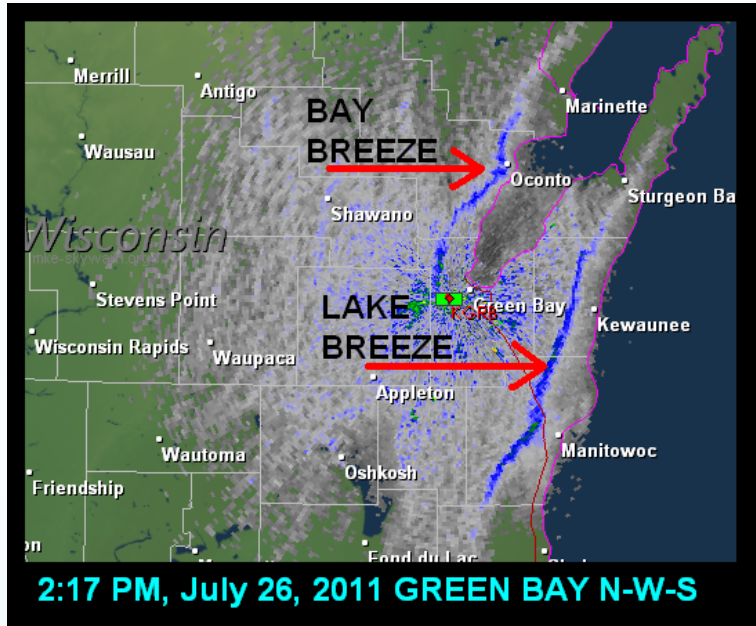 Merrill
Antigo
BAY
BREEZE
Marinette
Wausau
Oconto
Sturgeon Ba
Shawano
Wisconsin
Stevens Point
LAKE
BREEZE
Green Bay
KGRB
Kewaunee
Wisconsin Rapids
Waupaca
Appleton
Manitowoc
Wautoma
Oshkosh
Friendship
on
Fond du Lac
2:17 PM, July 26, 2011 GREEN BAY N-W-S